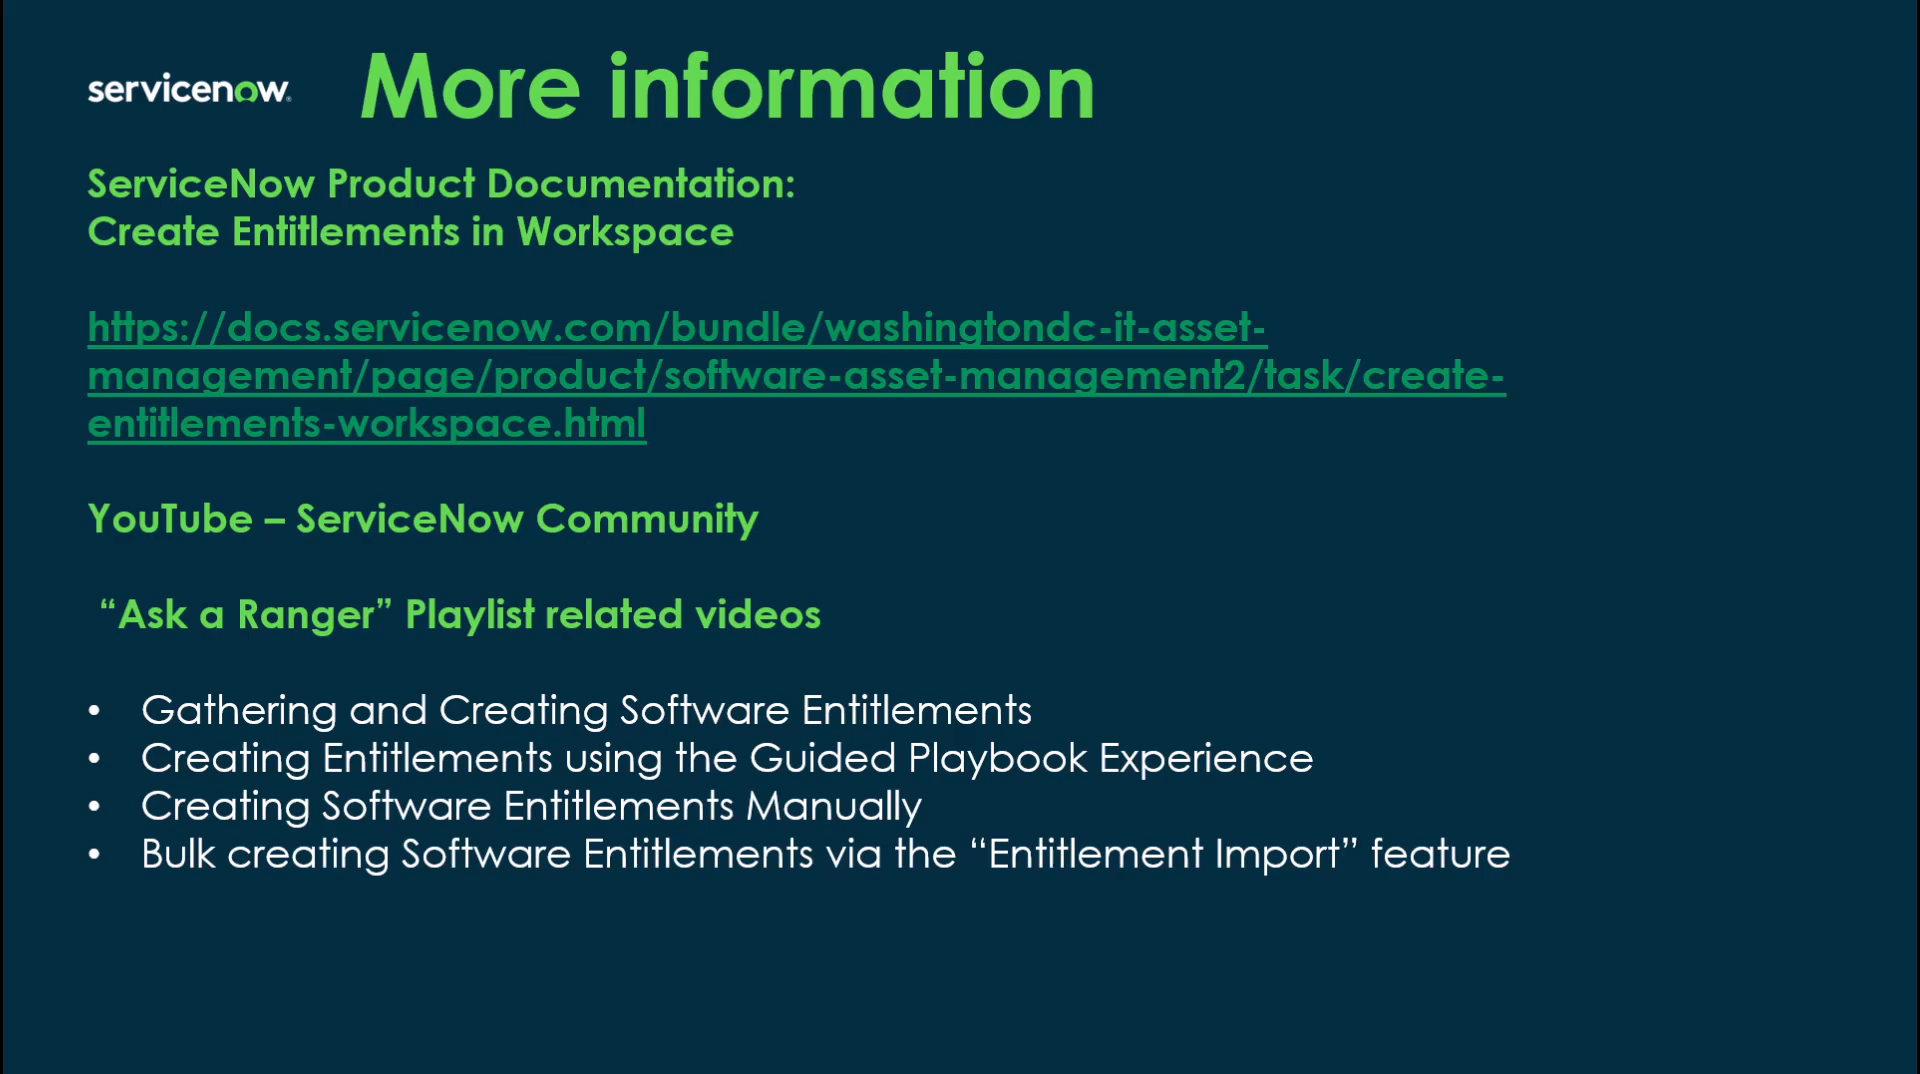 servicenow
More information
ServiceNow Product Documentation:
Create Entitlements in Workspace
https://docs.servicenow.com/bundle/washingtondc-it-asset-
management/page/product/software-asset-management2/task/create-
entitlements-workspace.html
YouTube – ServiceNow Community
“Ask a Ranger” Playlist related videos
• Gathering and Creating Software Entitlements
• Creating Entitlements using the Guided Playbook Experience
• Creating Software Entitlements Manually
• Bulk creating Software Entitlements via the “Entitlement Import” feature